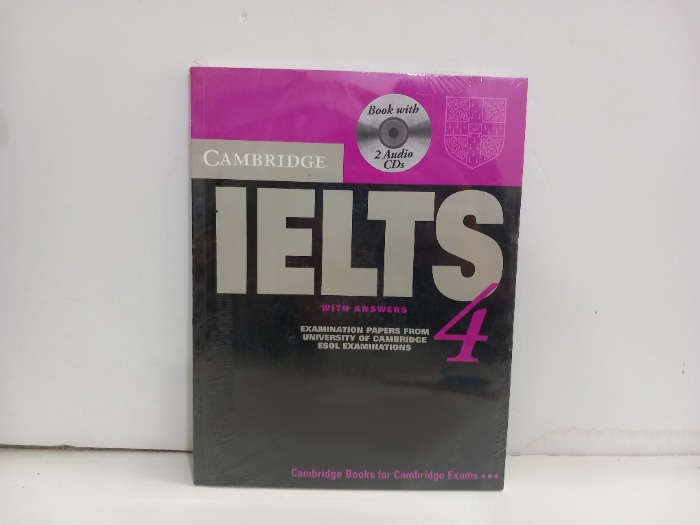 Book with
2 Audio
CDs
CAMBRIDGE
IELTS
WITH ANSWERS
4
EXAMINATION PAPERS FROM
UNIVERSITY OF CAMBRIDGE
ESOL EXAMINATIONS
Cambridge Books for Cambridge Exams •••